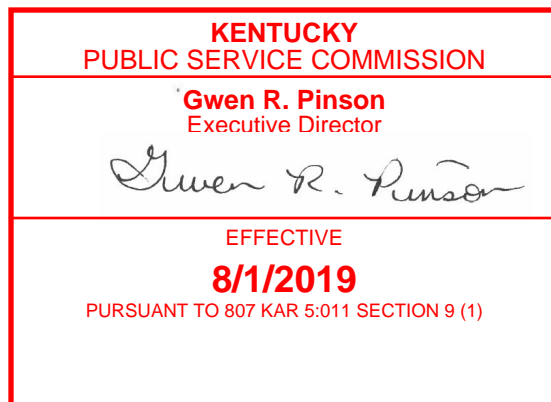 KENTUCKY
PUBLIC SERVICE COMMISSION
Gwen R. Pinson
Executive Director
Gwen R. Pinson
EFFECTIVE
8/1/2019
PURSUANT TO 807 KAR 5:011 SECTION 9 (1)